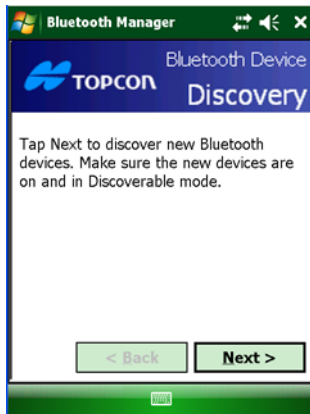 Bluetooth Manager
Bluetooth Device
TOPCON
Discovery
Tap Next to discover new Bluetooth
devices. Make sure the new devices are
on and in Discoverable mode.
< Back
Next >